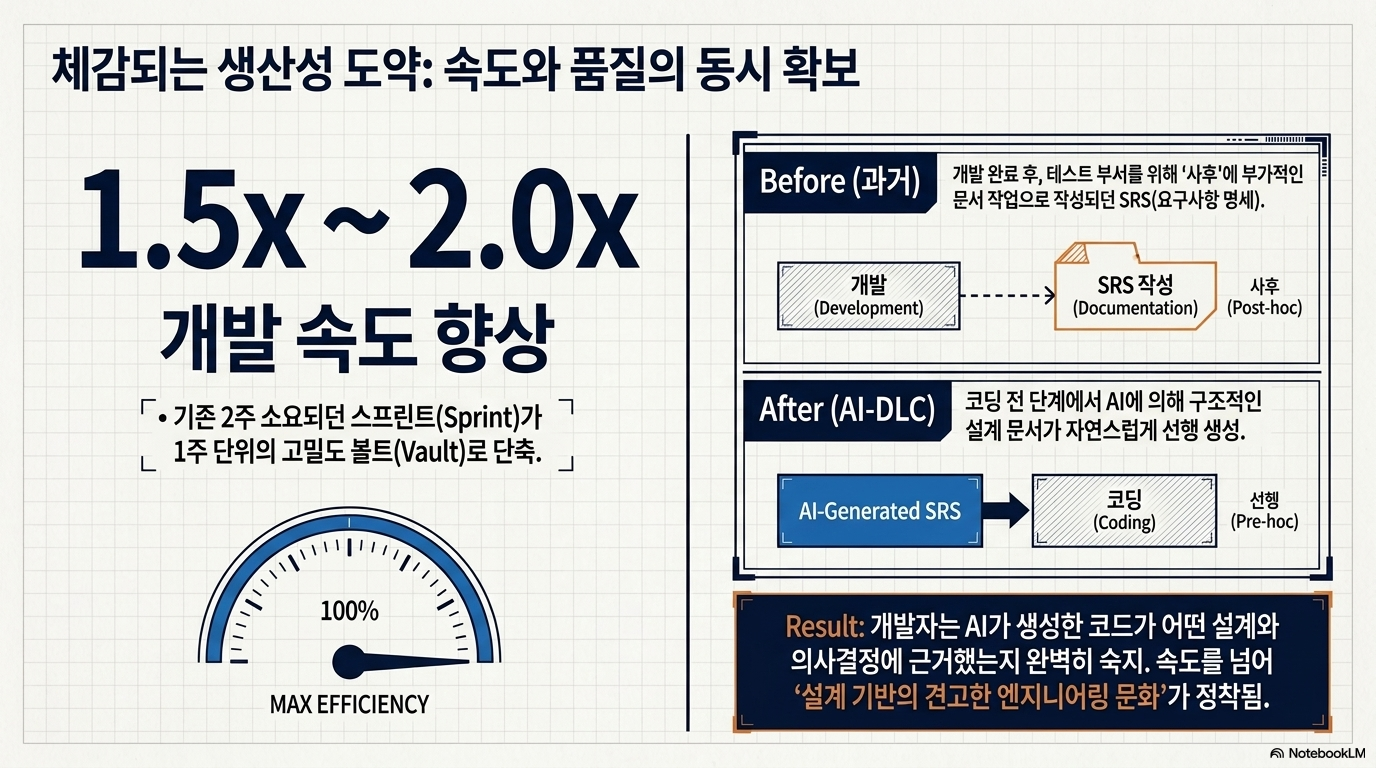 체감되는 생산성 도약: 속도와 품질의 동시 확보
1.5x ~ 2.0x
개발 속도 향상
• 기존 2주 소요되던 스프린트(Sprint)가
1주 단위의 고밀도 볼트(Vault)로 단축.
100%
MAX EFFICIENCY
Before (과거)
개발 완료 후, 테스트 부서를 위해 ‘사후'에 부가적인
문서 작업으로 작성되던 SRS(요구사항 명세).
개발
(Development)
SRS 작성
(Documentation)
사후
(Post-hoc)
After (AI-DLC)
코딩 전 단계에서 AI에 의해 구조적인
설계 문서가 자연스럽게 선행 생성.
AI-Generated SRS
코딩
(Coding)
선행
(Pre-hoc)
Result: 개발자는 AI가 생성한 코드가 어떤 설계와
의사결정에 근거했는지 완벽히 숙지. 속도를 넘어
‘설계 기반의 견고한 엔지니어링 문화’가 정착됨.
NotebookLM